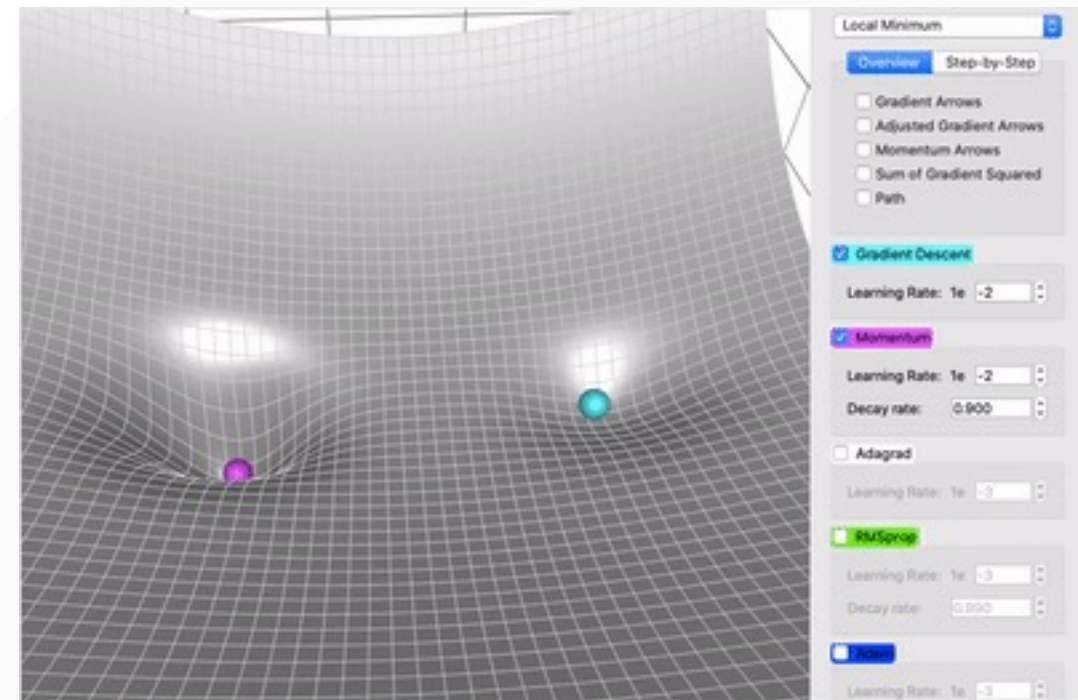 Local Minimum
Overview Step-by-Step
Gradient Arrows
Adjusted Gradient Arrows
Momentum Arrows
Sum of Gradient Squared
Path
Gradient Descent
Learning Rate: 1e -2
Momentum
Learning Rate: 1e -2
Decay rate: 0.900
Adagrad
Learning Rate: 1e -3
RMSprop
Learning Rate: 1e -3
Decay rate: 0.990
Adam
Learning Rate: 1e -3